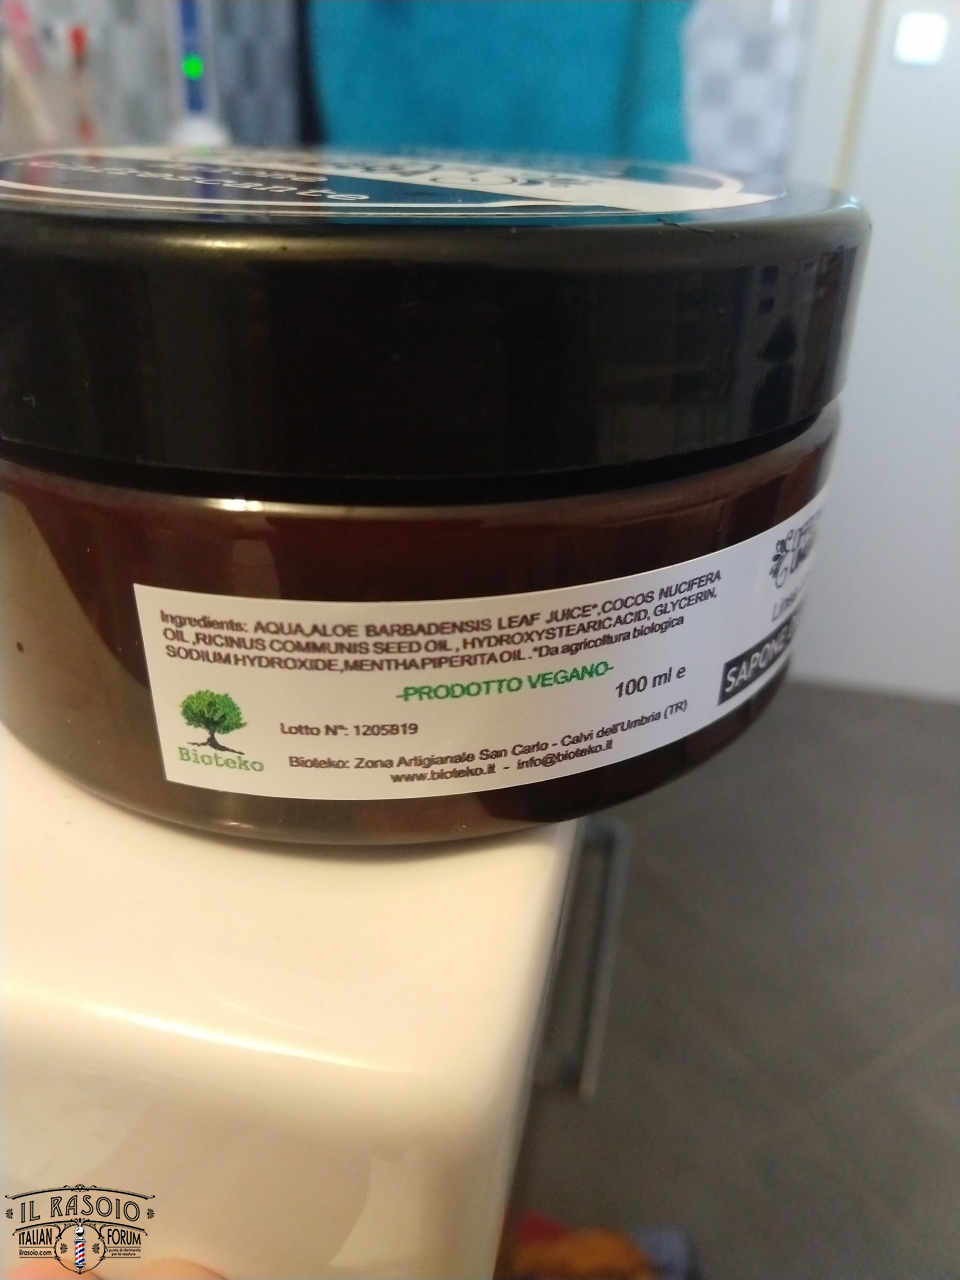 Ingredients: AQUA,ALOE BARBADENSIS LEAF JUICE*,COCOS NUCIFERA
OIL ,RICINUS COMMUNIS SEED OIL , HYDROXYSTEARIC ACID, GLYCERIN,
SODIUM HYDROXIDE,MENTHA PIPERITA OIL .*Da agricoltura biologica
-PRODOTTO VEGANO-
100 ml e
Lotto N°: 1205819
Bioteko
Bioteko: Zona Artigianale San Carlo - Calvi dell'Umbria (TR)
www.bioteko.it - info@bioteko.it
SAPONE
IL RASOIO
ITALIAN FORUM
ilrasoio.com